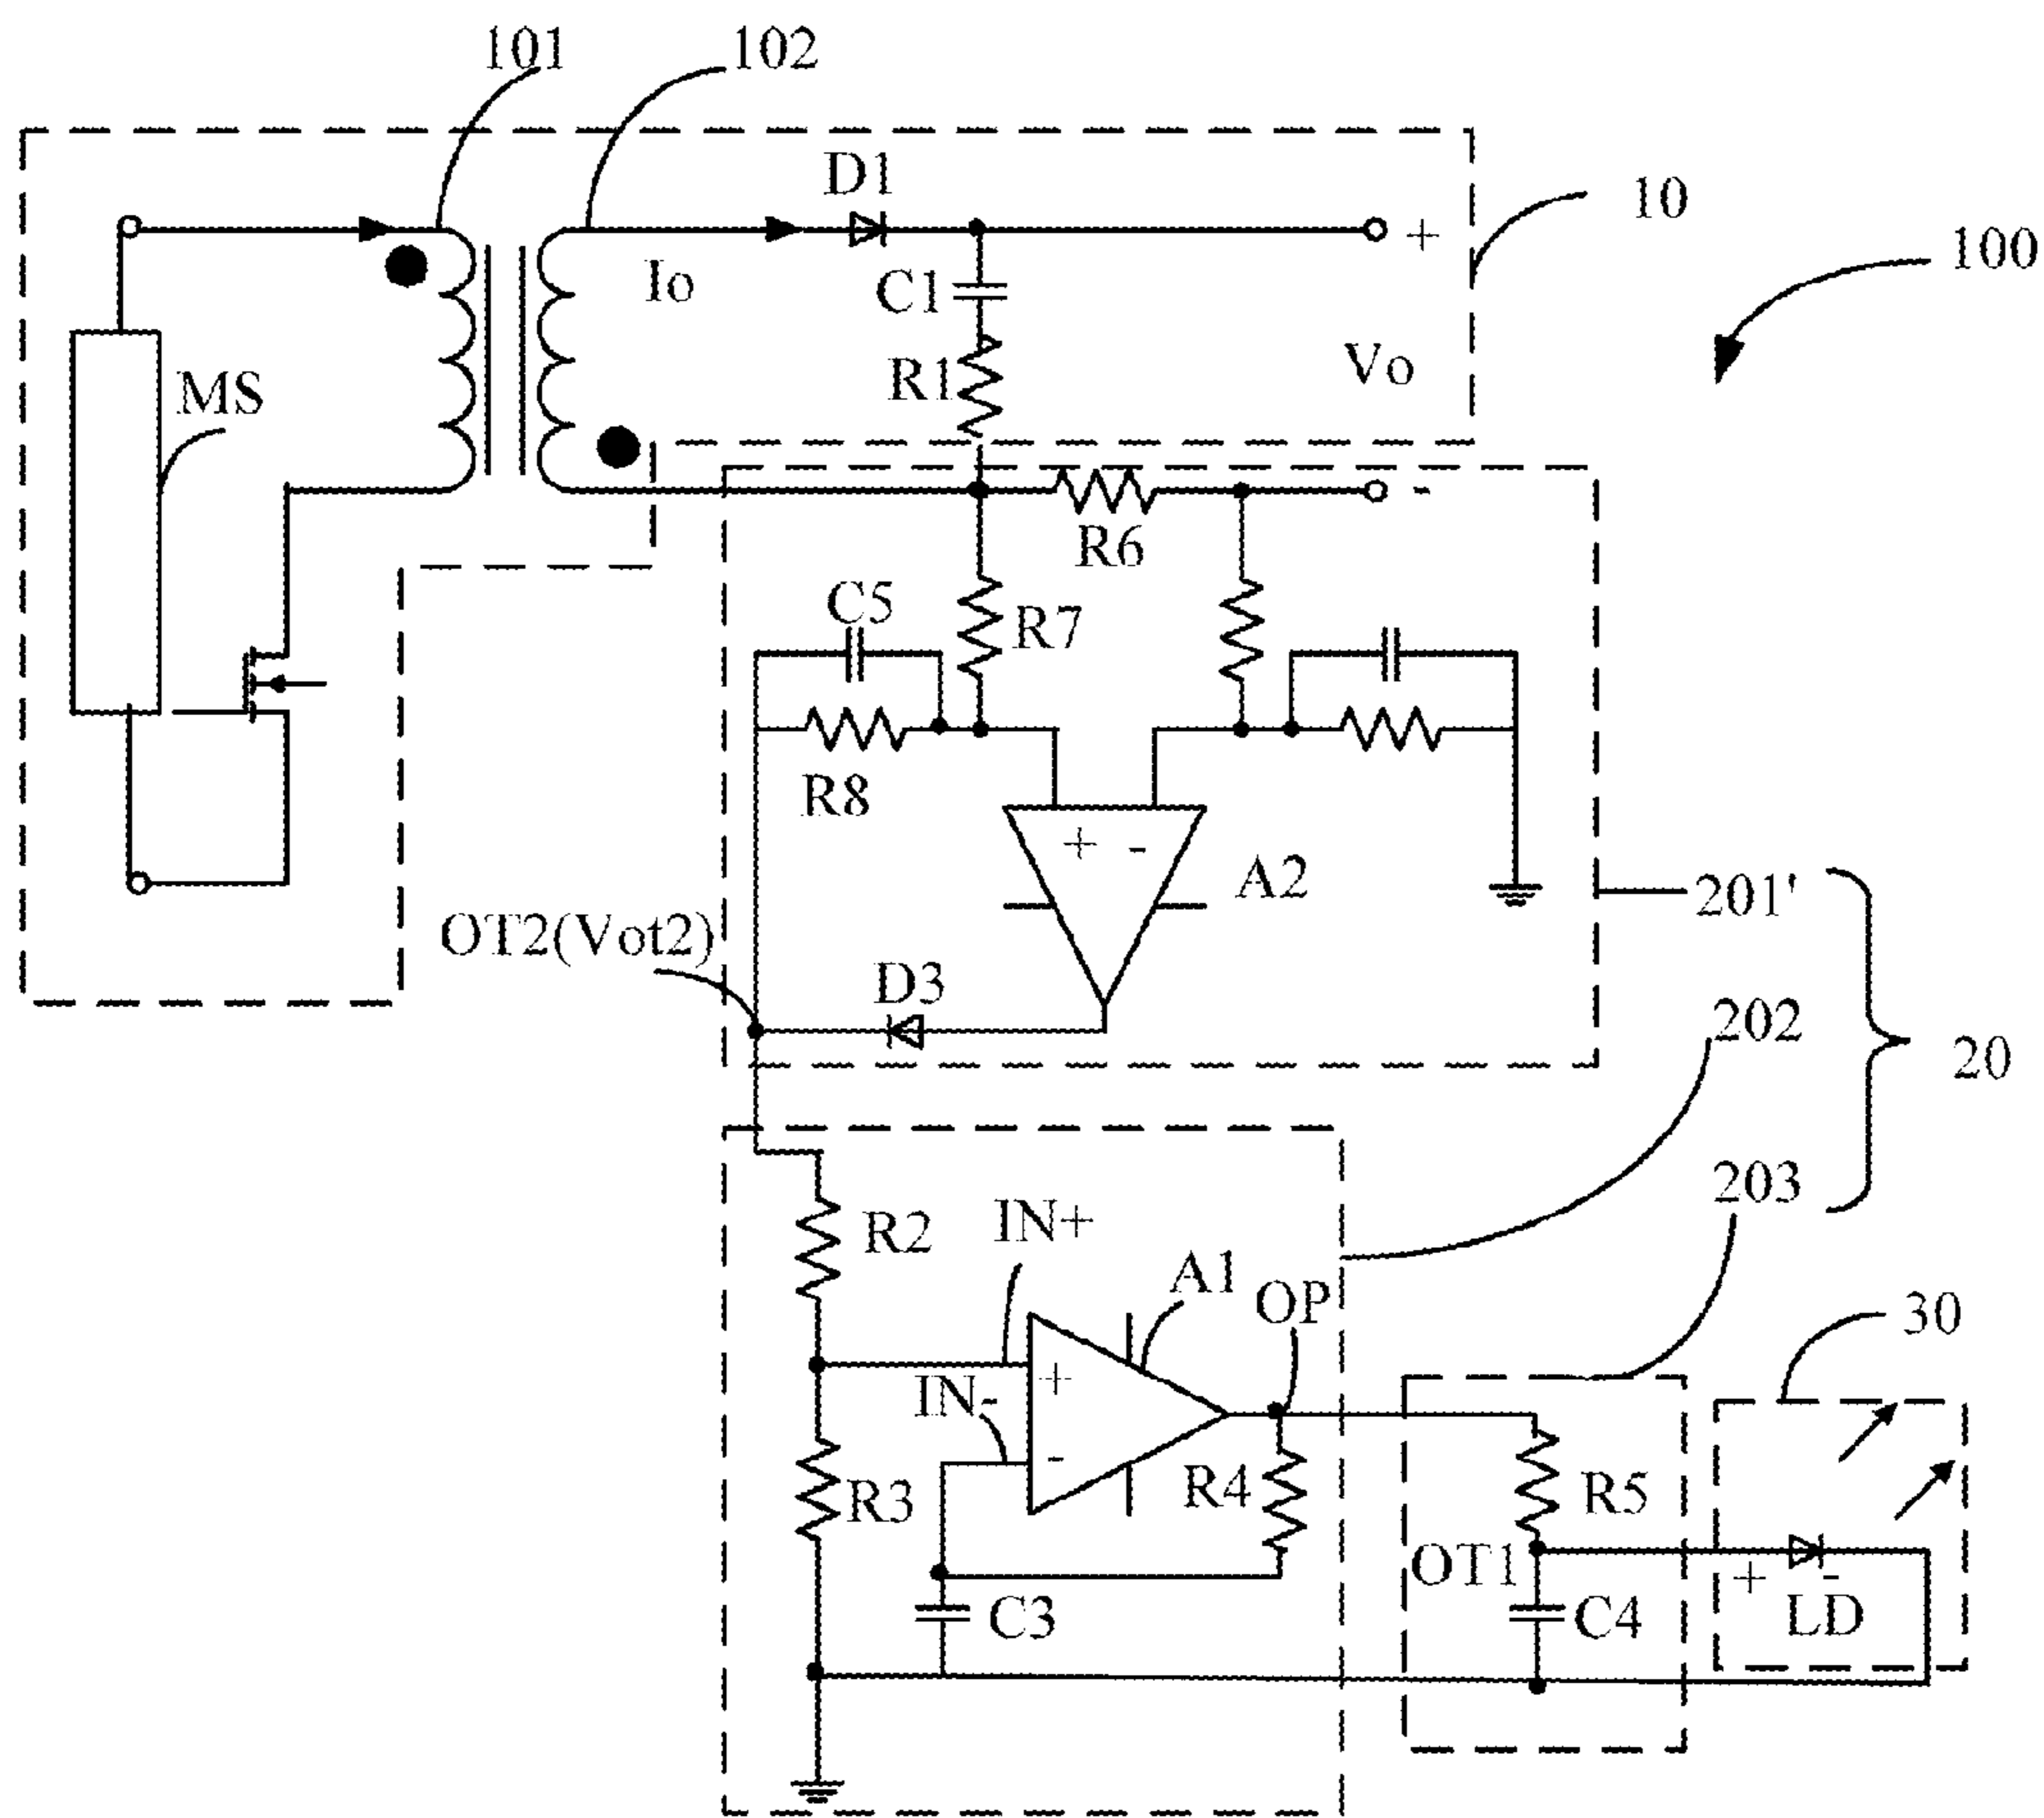 101
102
D1
10
100
+
Io
C1
MS
R1
Vo
-
R6
C5
R7
R8
+ -
A2
201'
OT2(Vot2)
D3
202
20
203
R2
IN+
A1
OP
30
+
IN-
-
R3
R4
R5
OT1
+ -
C3
C4
LD